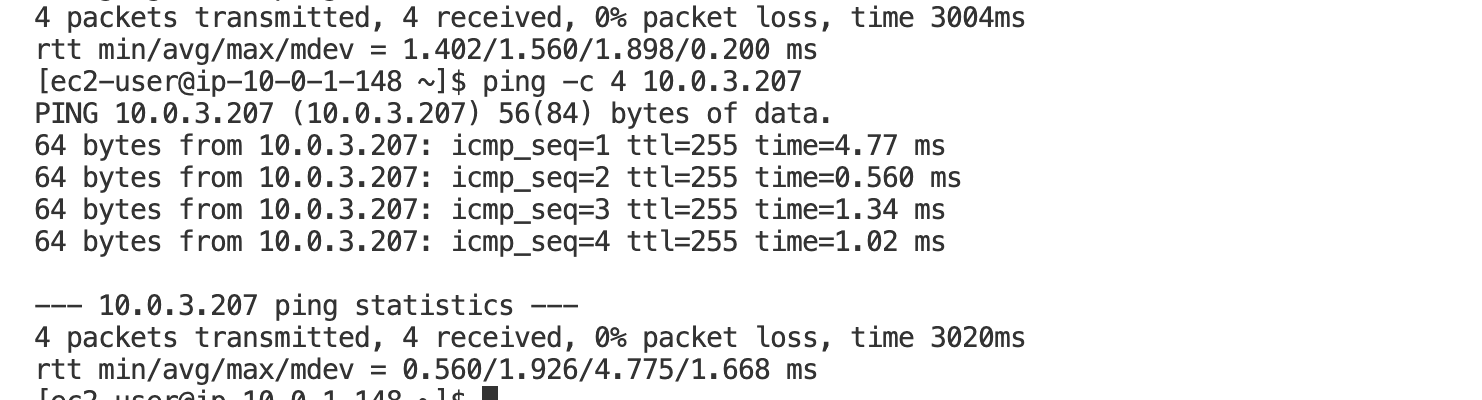 4 packets transmitted, 4 received, 0% packet loss, time 3004ms
rtt min/avg/max/mdev = 1.402/1.560/1.898/0.200 ms
[ec2-user@ip-10-0-1-148 ~]$ ping -c 4 10.0.3.207
PING 10.0.3.207 (10.0.3.207) 56(84) bytes of data.
64 bytes from 10.0.3.207: icmp_seq=1 ttl=255 time=4.77 ms
64 bytes from 10.0.3.207: icmp_seq=2 ttl=255 time=0.560 ms
64 bytes from 10.0.3.207: icmp_seq=3 ttl=255 time=1.34 ms
64 bytes from 10.0.3.207: icmp_seq=4 ttl=255 time=1.02 ms
--- 10.0.3.207 ping statistics ---
4 packets transmitted, 4 received, 0% packet loss, time 3020ms
rtt min/avg/max/mdev = 0.560/1.926/4.775/1.668 ms
[ec2-user@ip-10-0-1-148 ~]$